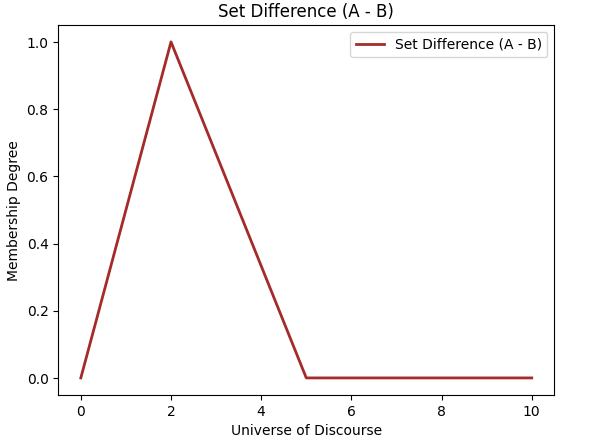 Set Difference (A - B)
Set Difference (A - B)
Membership Degree
1.0
0.8
0.6
0.4
0.2
0.0
0 2 4 6 8 10
Universe of Discourse